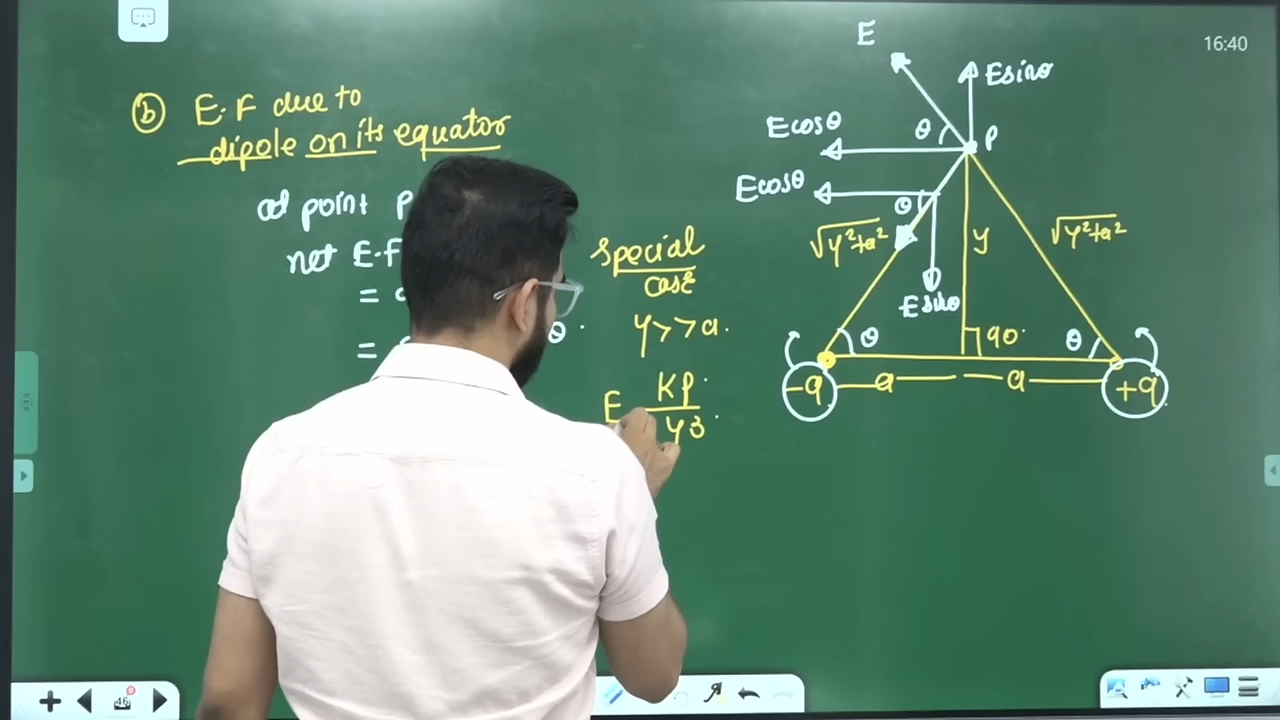 16:40
ⓑ E.F due to
dipole on its equator
at point P
net E.F
=
= θ.
special
case
y>>a.
E Kp
y3.
E
Esinθ
θ
P
Ecosθ
Ecosθ
θ
√y²+a²
y
√y²+a²
Esinθ
θ
90°
θ
-q
a
a
+q